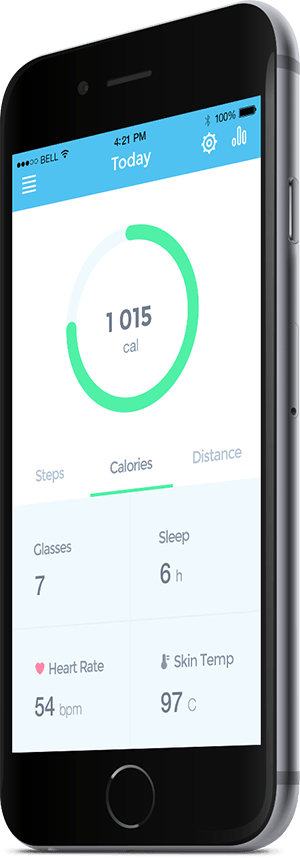 BELL 4:21 PM 100%
Today
1 015
cal
Steps Calories Distance
Glasses Sleep
7 6 h
Heart Rate Skin Temp
54 bpm 97 C